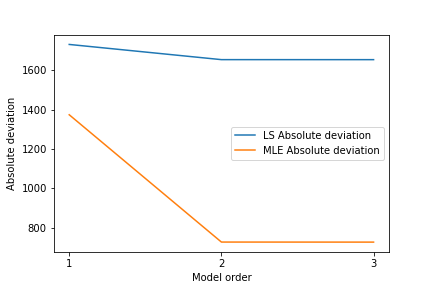 Absolute deviation
1600
1400
1200
1000
800
LS Absolute deviation
MLE Absolute deviation
1 2 3
Model order